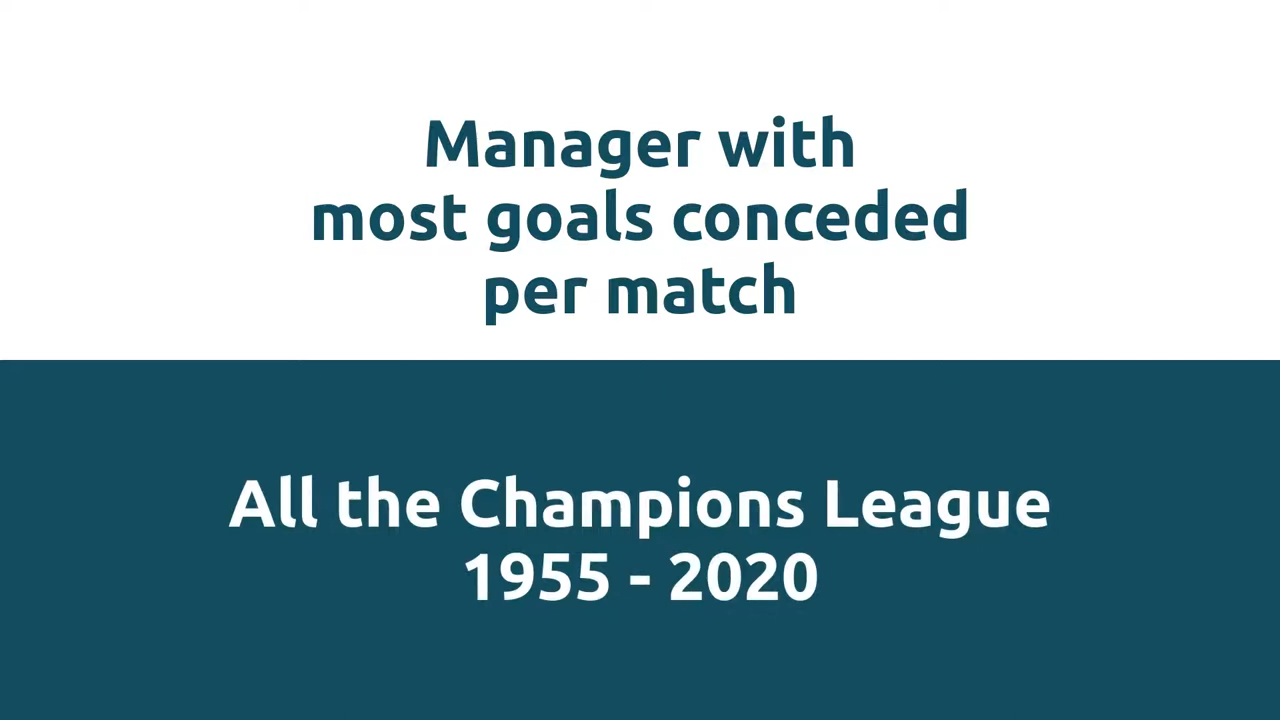 Manager with
most goals conceded
per match
All the Champions League
1955 - 2020